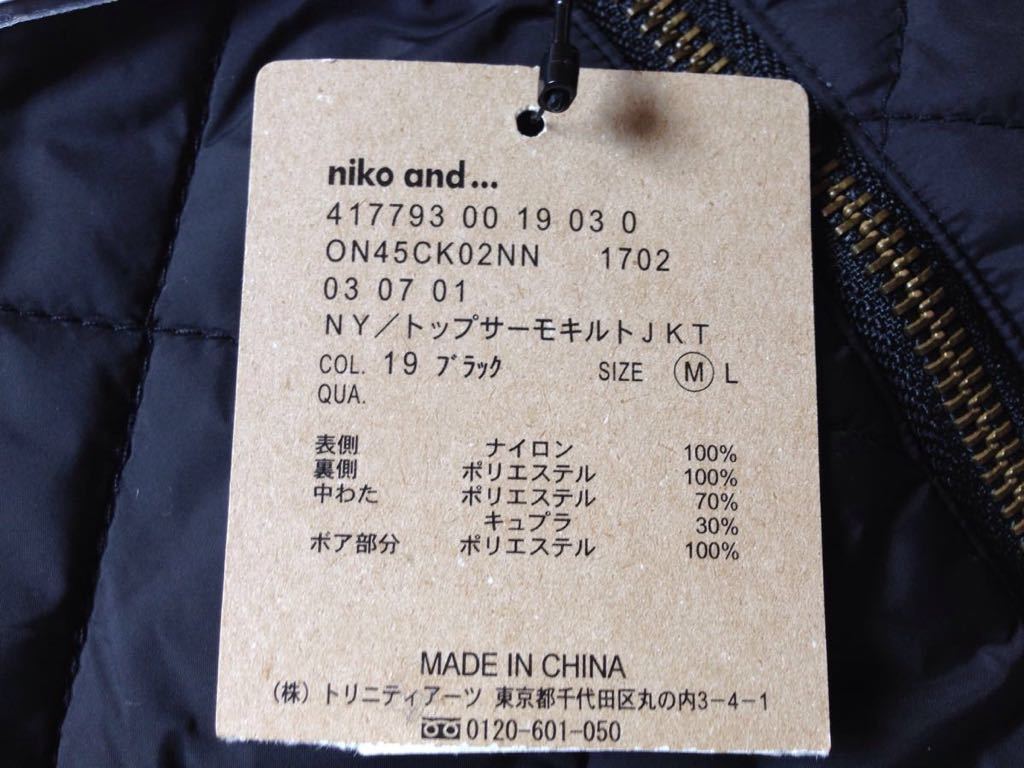 niko and...
417793 00 19 03 0
ON45CK02NN 1702
03 07 01
NY/トップサーモキルトJKT
COL. 19 ブラック SIZE Ⓜ L
QUA.
表側 ナイロン 100%
裏側 ポリエステル 100%
中わた ポリエステル 70%
キュプラ 30%
ボア部分 ポリエステル 100%
MADE IN CHINA
(株)トリニティアーツ 東京都千代田区丸の内3-4-1
0120-601-050